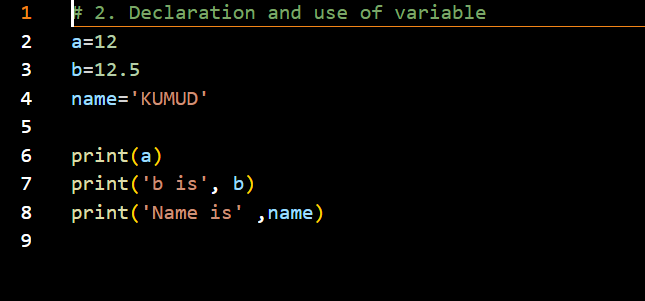 1 # 2. Declaration and use of variable
2 a=12
3 b=12.5
4 name='KUMUD'
5
6 print(a)
7 print('b is', b)
8 print('Name is' ,name)
9